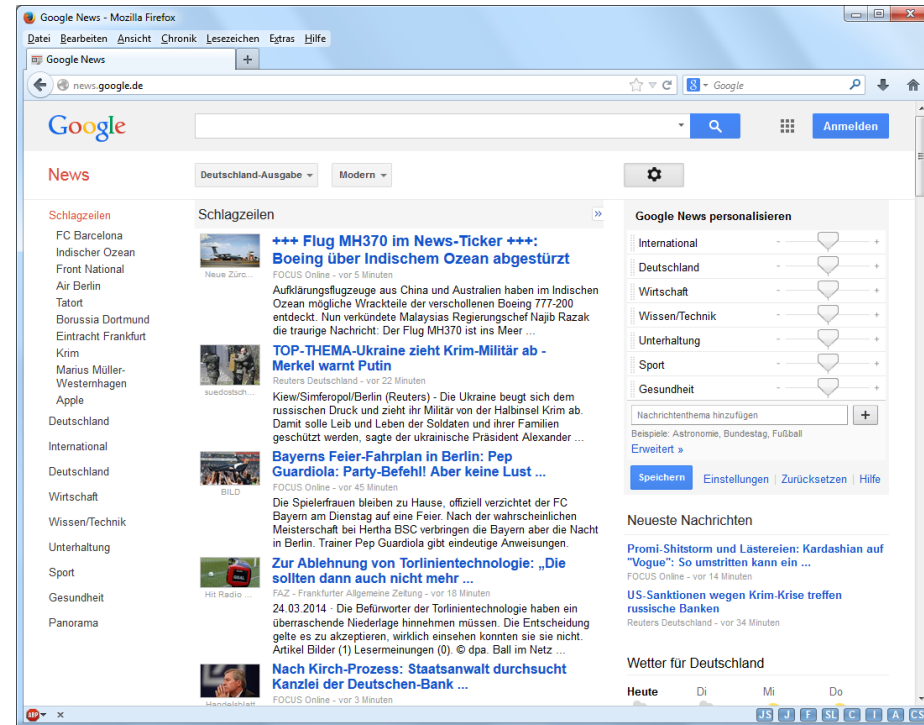 Google News - Mozilla Firefox
Datei Bearbeiten Ansicht Chronik Lesezeichen Extras Hilfe
Google News
news.google.de
Google
Google
Anmelden
News
Deutschland-Ausgabe
Modern
Schlagzeilen
FC Barcelona
Indischer Ozean
Front National
Air Berlin
Tatort
Borussia Dortmund
Eintracht Frankfurt
Krim
Marius Müller-
Westernhagen
Apple
Deutschland
International
Deutschland
Wirtschaft
Wissen/Technik
Unterhaltung
Sport
Gesundheit
Panorama
Schlagzeilen
»
Neue Zürc...
+++ Flug MH370 im News-Ticker +++:
Boeing über Indischem Ozean abgestürzt
FOCUS Online - vor 5 Minuten
Aufklärungsflugzeuge aus China und Australien haben im Indischen
Ozean mögliche Wrackteile der verschollenen Boeing 777-200
entdeckt. Nun verkündete Malaysias Regierungschef Najib Razak
die traurige Nachricht: Der Flug MH370 ist ins Meer ...
suedostsch...
TOP-THEMA-Ukraine zieht Krim-Militär ab -
Merkel warnt Putin
Reuters Deutschland - vor 22 Minuten
Kiew/Simferopol/Berlin (Reuters) - Die Ukraine beugt sich dem
russischen Druck und zieht ihr Militär von der Halbinsel Krim ab.
Damit solle Leib und Leben der Soldaten und ihrer Familien
geschützt werden, sagte der ukrainische Präsident Alexander ...
BILD
Bayerns Feier-Fahrplan in Berlin: Pep
Guardiola: Party-Befehl! Aber keine Lust ...
FOCUS Online - vor 45 Minuten
Die Spielerfrauen bleiben zu Hause, offiziell verzichtet der FC
Bayern am Dienstag auf eine Feier. Nach der wahrscheinlichen
Meisterschaft bei Hertha BSC verbringen die Bayern aber die Nacht
in Berlin. Trainer Pep Guardiola gibt eindeutige Anweisungen.
Hit Radio ...
Zur Ablehnung von Torlinientechnologie: „Die
sollten dann auch nicht mehr ...
FAZ - Frankfurter Allgemeine Zeitung - vor 18 Minuten
24.03.2014 · Die Befürworter der Torlinientechnologie haben ein
überraschende Niederlage hinnehmen müssen. Die Entscheidung
gelte es zu akzeptieren, wirklich einsehen konnten sie sie nicht.
Artikel Bilder (1) Lesermeinungen (0). © dpa. Ball im Netz ...
Handelsblatt
Nach Kirch-Prozess: Staatsanwalt durchsucht
Kanzlei der Deutschen-Bank ...
FOCUS Online - vor 3 Minuten
Google News personalisieren
International - +
Deutschland - +
Wirtschaft - +
Wissen/Technik - +
Unterhaltung - +
Sport - +
Gesundheit - +
Nachrichtenthema hinzufügen +
Beispiele: Astronomie, Bundestag, Fußball
Erweitert »
Speichern Einstellungen | Zurücksetzen | Hilfe
Neueste Nachrichten
Promi-Shitstorm und Lästereien: Kardashian auf
"Vogue": So umstritten kann ein ...
FOCUS Online - vor 14 Minuten
US-Sanktionen wegen Krim-Krise treffen
russische Banken
Reuters Deutschland - vor 34 Minuten
Wetter für Deutschland
Heute Di Mi Do
ABP × JS J F SL C I A CS